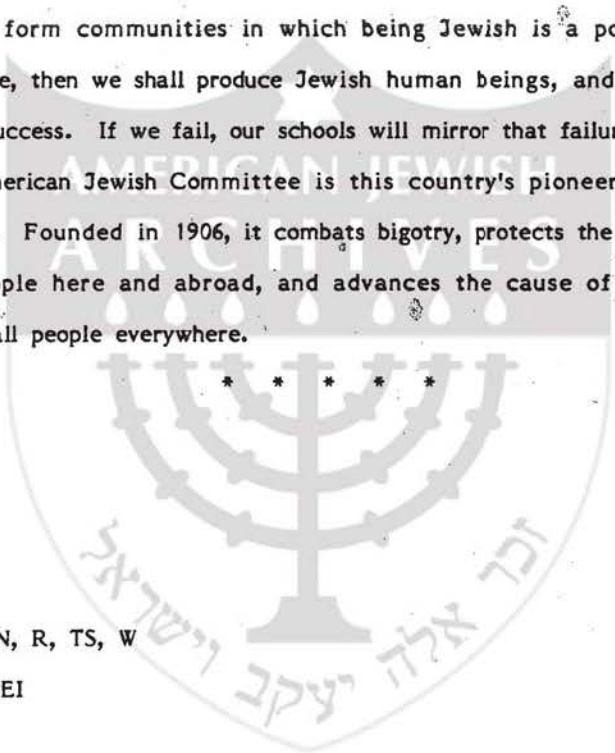 form communities in which being Jewish is a po
e, then we shall produce Jewish human beings, and
uccess. If we fail, our schools will mirror that failu
merican Jewish Committee is this country's pioneer
Founded in 1906, it combats bigotry, protects the
ple here and abroad, and advances the cause of
all people everywhere.
* * * * *
AMERICAN JEWISH
ARCHIVES
זכר אלה יעקב וישראל
N, R, TS, W
EI